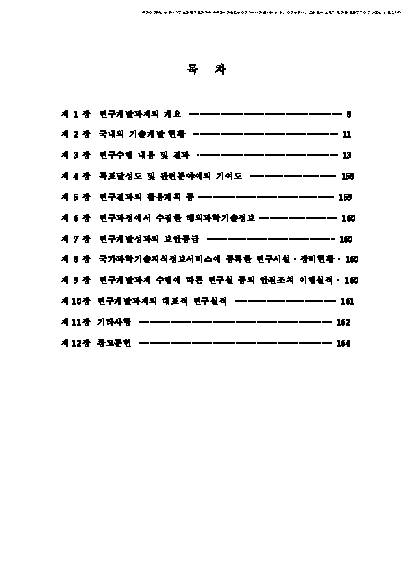 목 차
제 1 장 연구개발과제의 개요 8
제 2 장 국내외 기술개발 현황 11
제 3 장 연구수행 내용 및 결과 13
제 4 장 목표달성도 및 관련분야에의 기여도 158
제 5 장 연구결과의 활용계획 등 159
제 6 장 연구과정에서 수집한 해외과학기술정보 160
제 7 장 연구개발성과의 보안등급 160
제 8 장 국가과학기술지식정보서비스에 등록한 연구시설·장비현황· 160
제 9 장 연구개발과제 수행에 따른 연구실 등의 안전조치 이행실적· 160
제 10장 연구개발과제의 대표적 연구실적 161
제 11장 기타사항 162
제 12장 참고문헌 164